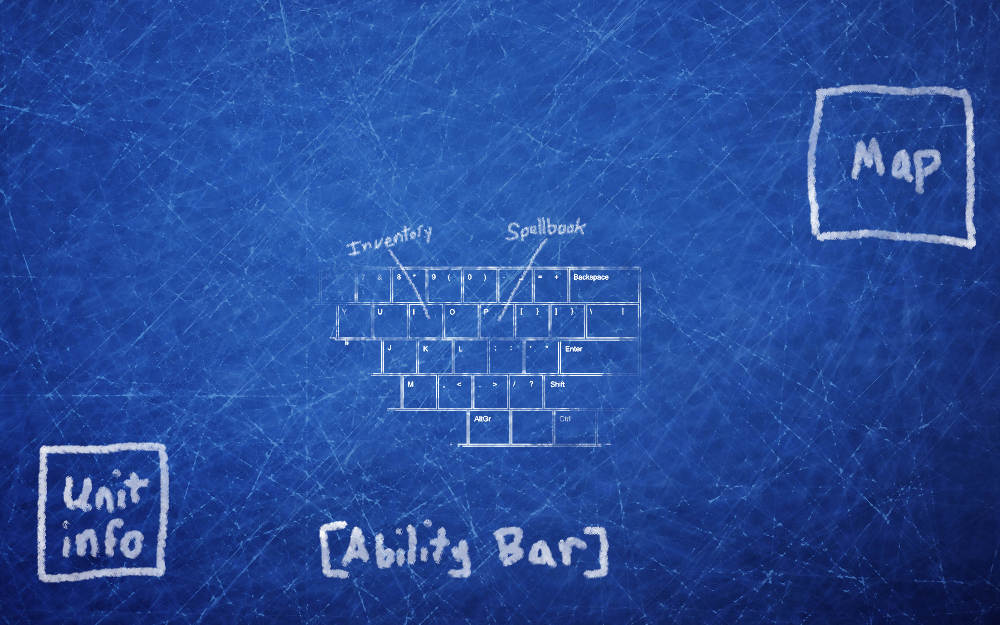 Map
Inventory Spellbook
7 & 8 * 9 ( 0 ) - _ = + Backspace
Y U I O P [ { ] } \ |
J K L ; : ' " Enter
M , < . > / ? Shift
AltGr Ctrl
Unit
info
[Ability Bar]